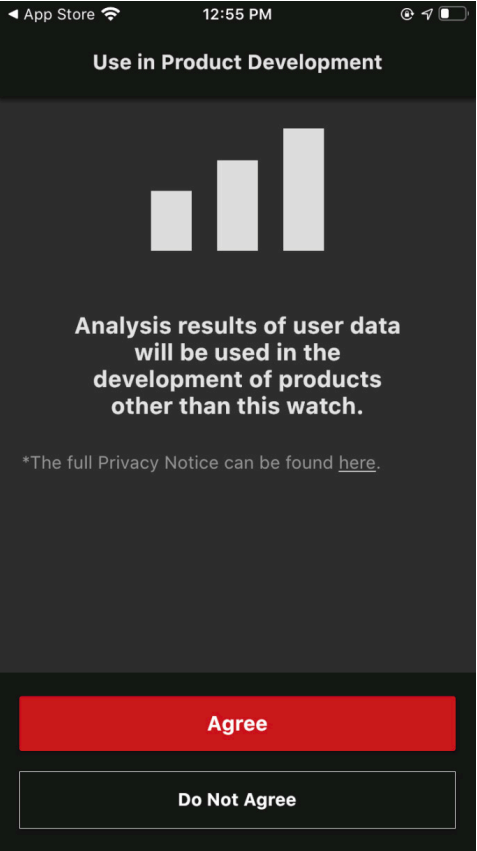 App Store 12:55 PM
Use in Product Development
Analysis results of user data
will be used in the
development of products
other than this watch.
*The full Privacy Notice can be found here.
Agree
Do Not Agree